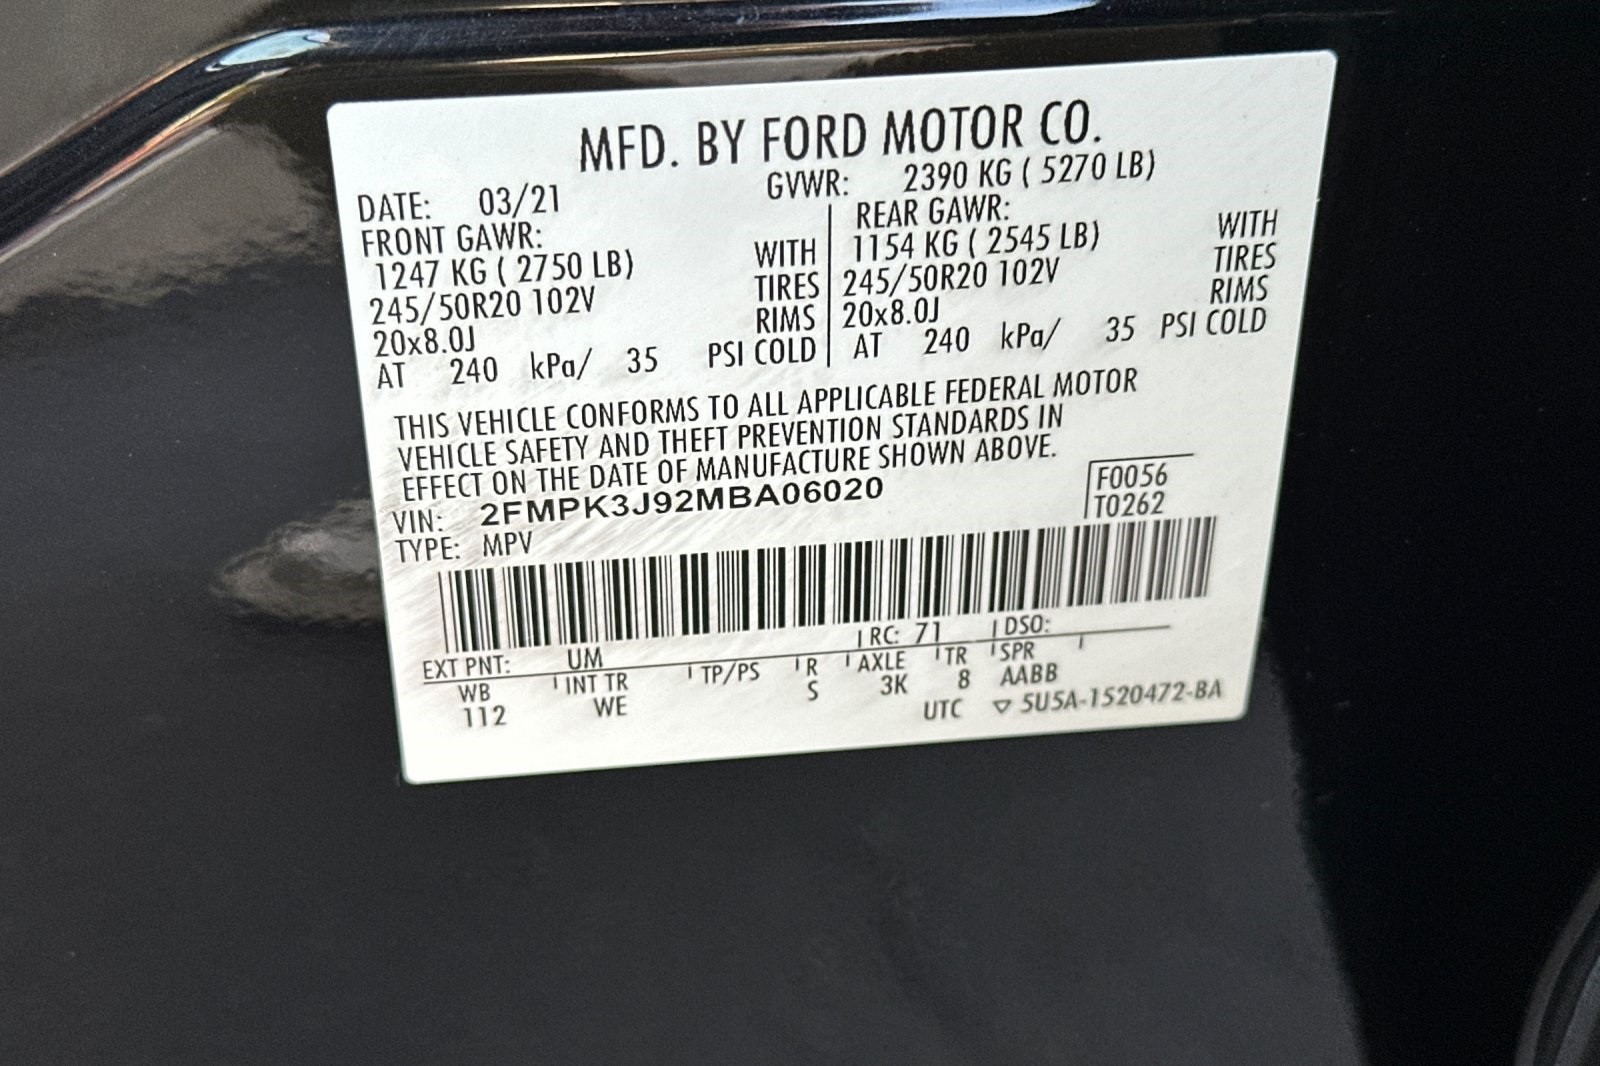 MFD. BY FORD MOTOR CO.
DATE: 03/21 GVWR: 2390 KG ( 5270 LB)
FRONT GAWR: REAR GAWR:
1247 KG ( 2750 LB) WITH 1154 KG ( 2545 LB) WITH
245/50R20 102V TIRES 245/50R20 102V TIRES
20x8.0J RIMS 20x8.0J RIMS
AT 240 kPa/ 35 PSI COLD AT 240 kPa/ 35 PSI COLD
THIS VEHICLE CONFORMS TO ALL APPLICABLE FEDERAL MOTOR
VEHICLE SAFETY AND THEFT PREVENTION STANDARDS IN
EFFECT ON THE DATE OF MANUFACTURE SHOWN ABOVE.
VIN: 2FMPK3J92MBA06020 F0056
TYPE: MPV T0262
EXT PNT: UM RC: 71 DSO:
WB INT TR TP/PS R AXLE TR SPR
112 WE S 3K 8 AABB
UTC ▽ 5U5A-1520472-BA